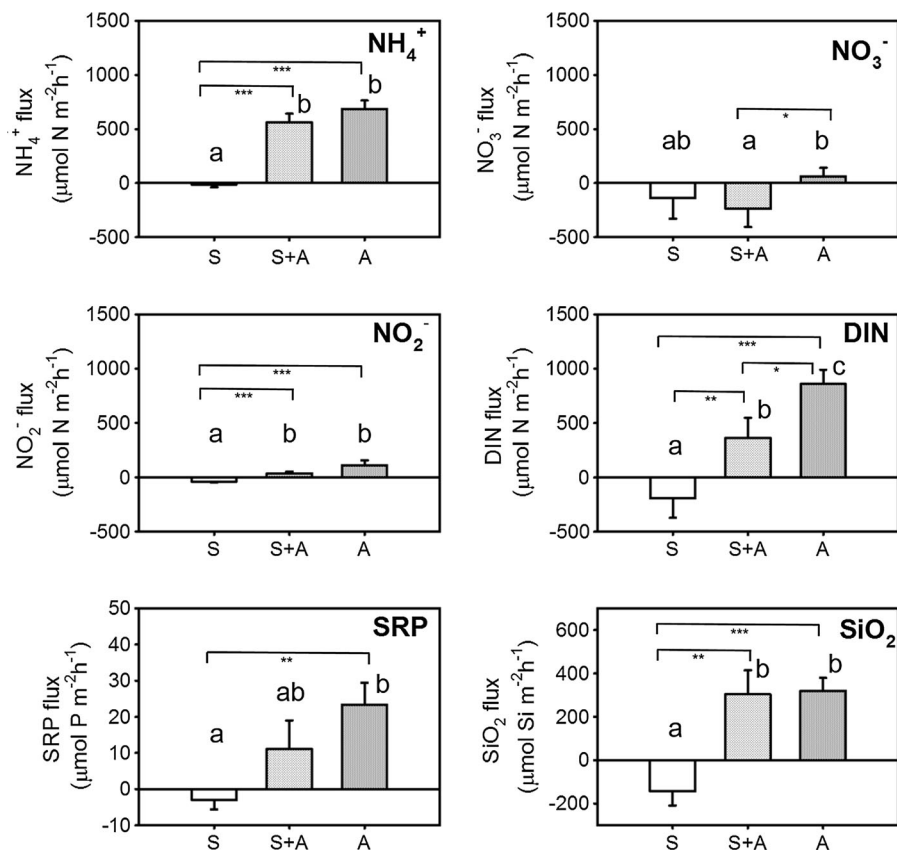 NH₄⁺
NH₄⁺ flux
(µmol N m⁻²h⁻¹)
1500
1000
500
0
-500
***
***
a
b
b
S
S+A
A
NO₃⁻
NO₃⁻ flux
(µmol N m⁻²h⁻¹)
1500
1000
500
0
-500
*
ab
a
b
S
S+A
A
NO₂⁻
NO₂⁻ flux
(µmol N m⁻²h⁻¹)
1500
1000
500
0
-500
***
***
a
b
b
S
S+A
A
DIN
DIN flux
(µmol N m⁻²h⁻¹)
1500
1000
500
0
-500
***
*
**
a
b
c
S
S+A
A
SRP
SRP flux
(µmol P m⁻²h⁻¹)
50
40
30
20
10
0
-10
**
a
ab
b
S
S+A
A
SiO₂
SiO₂ flux
(µmol Si m⁻²h⁻¹)
600
400
200
0
-200
***
**
a
b
b
S
S+A
A